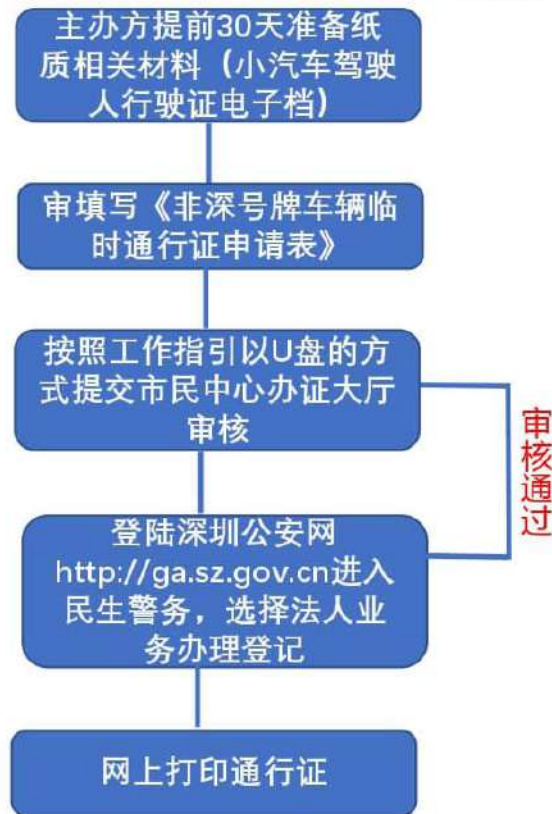 主办方提前30天准备纸
质相关材料（小汽车驾驶
人行驶证电子档）
审填写《非深号牌车辆临
时通行证申请表》
按照工作指引以U盘的方
式提交市民中心办证大厅
审核
审核通过
登陆深圳公安网
http://ga.sz.gov.cn进入
民生警务，选择法人业
务办理登记
网上打印通行证